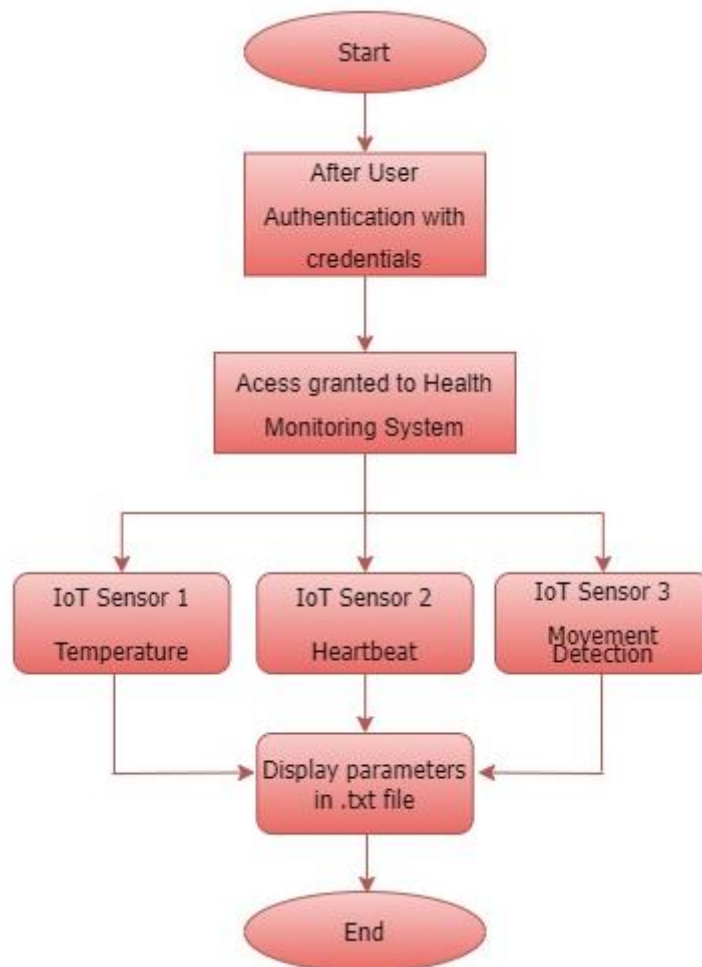 Start
After User
Authentication with
credentials
Acess granted to Health
Monitoring System
IoT Sensor 1
Temperature
IoT Sensor 2
Heartbeat
IoT Sensor 3
Movement
Detection
Display parameters
in .txt file
End